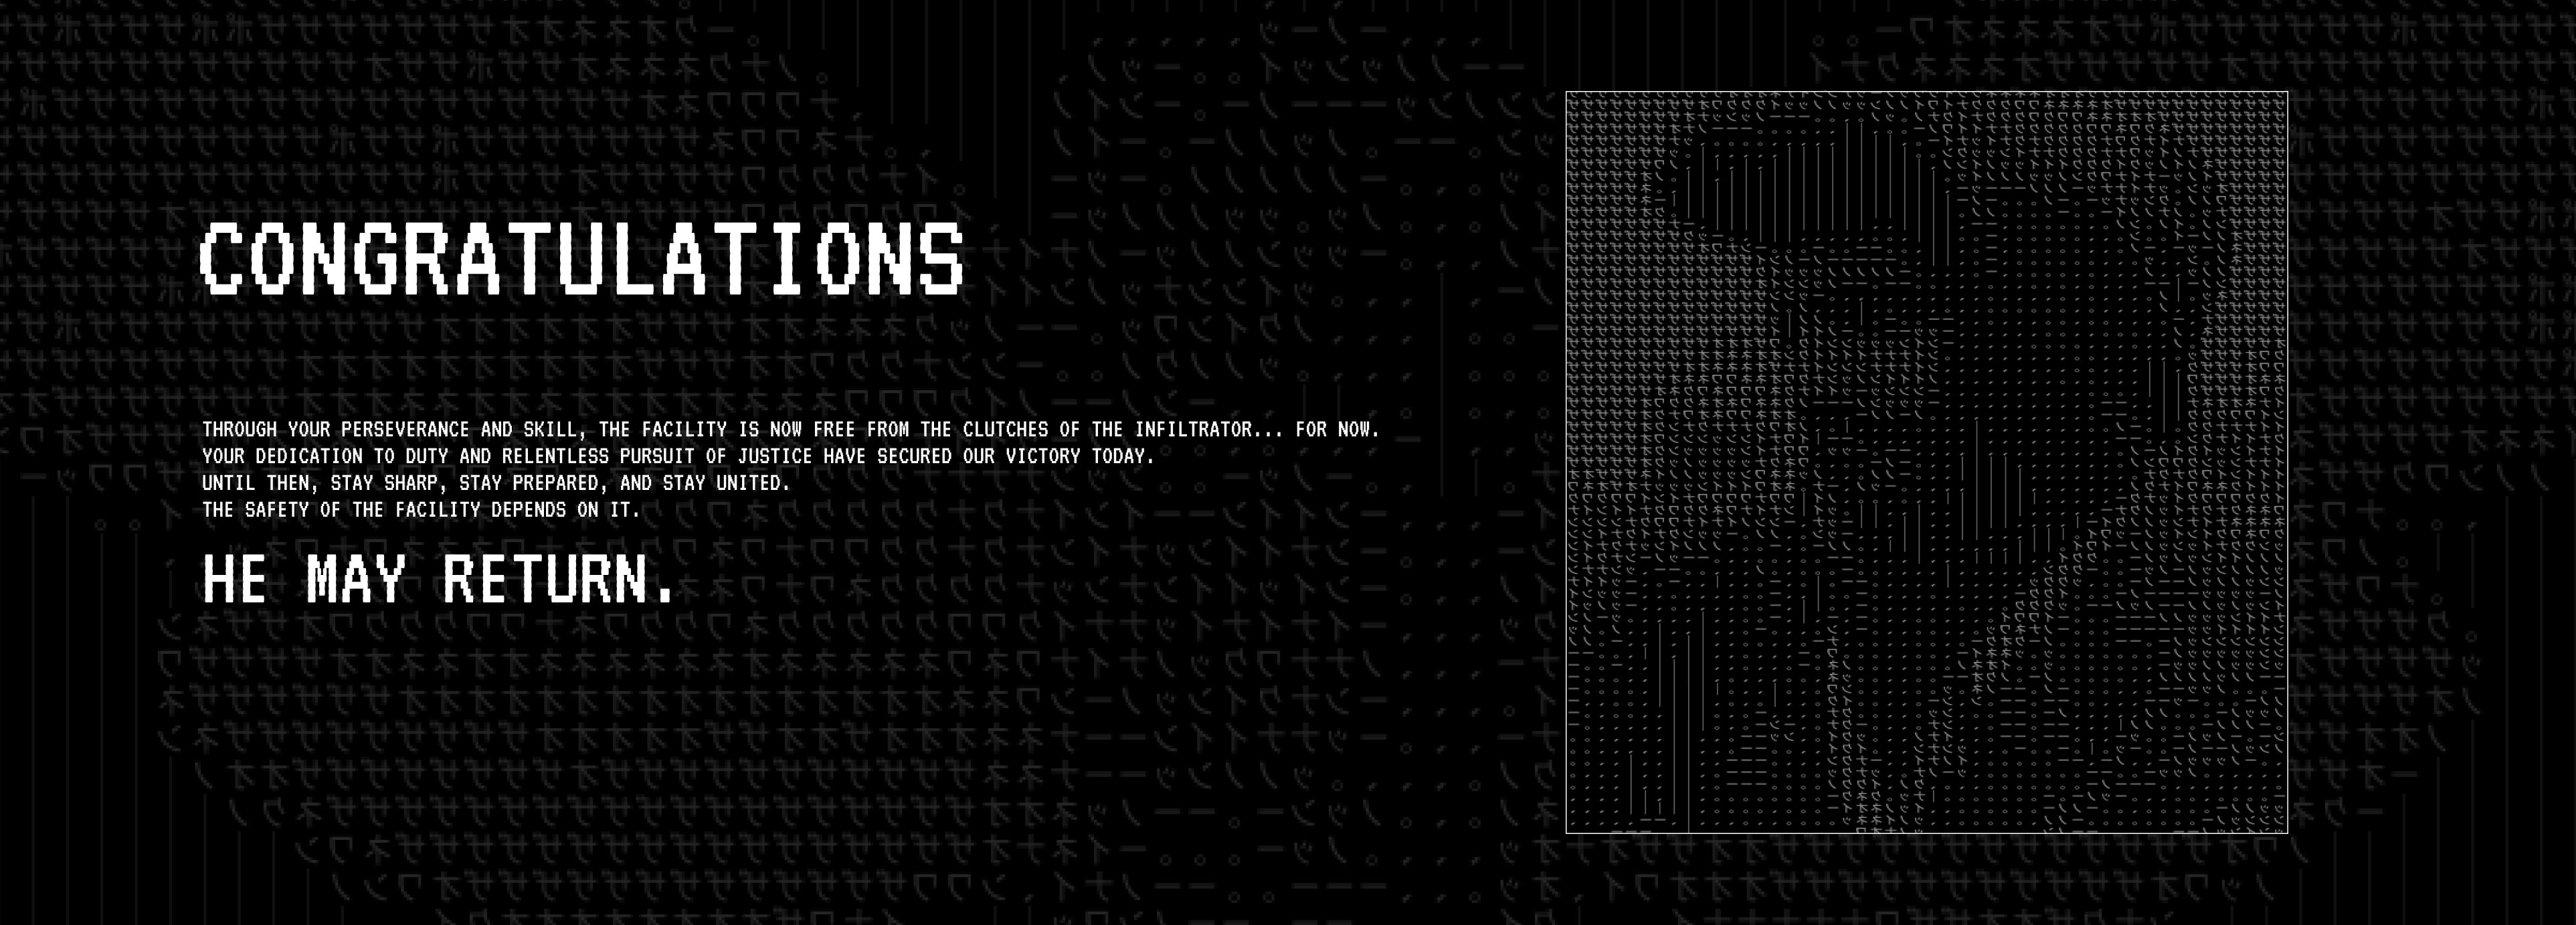 CONGRATULATIONS
THROUGH YOUR PERSEVERANCE AND SKILL, THE FACILITY IS NOW FREE FROM THE CLUTCHES OF THE INFILTRATOR... FOR NOW.
YOUR DEDICATION TO DUTY AND RELENTLESS PURSUIT OF JUSTICE HAVE SECURED OUR VICTORY TODAY.
UNTIL THEN, STAY SHARP, STAY PREPARED, AND STAY UNITED.
THE SAFETY OF THE FACILITY DEPENDS ON IT.
HE MAY RETURN.